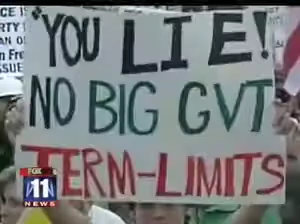 "YOU LIE!
NO BIG GVT
TERM-LIMITS
FOX
11
NEWS